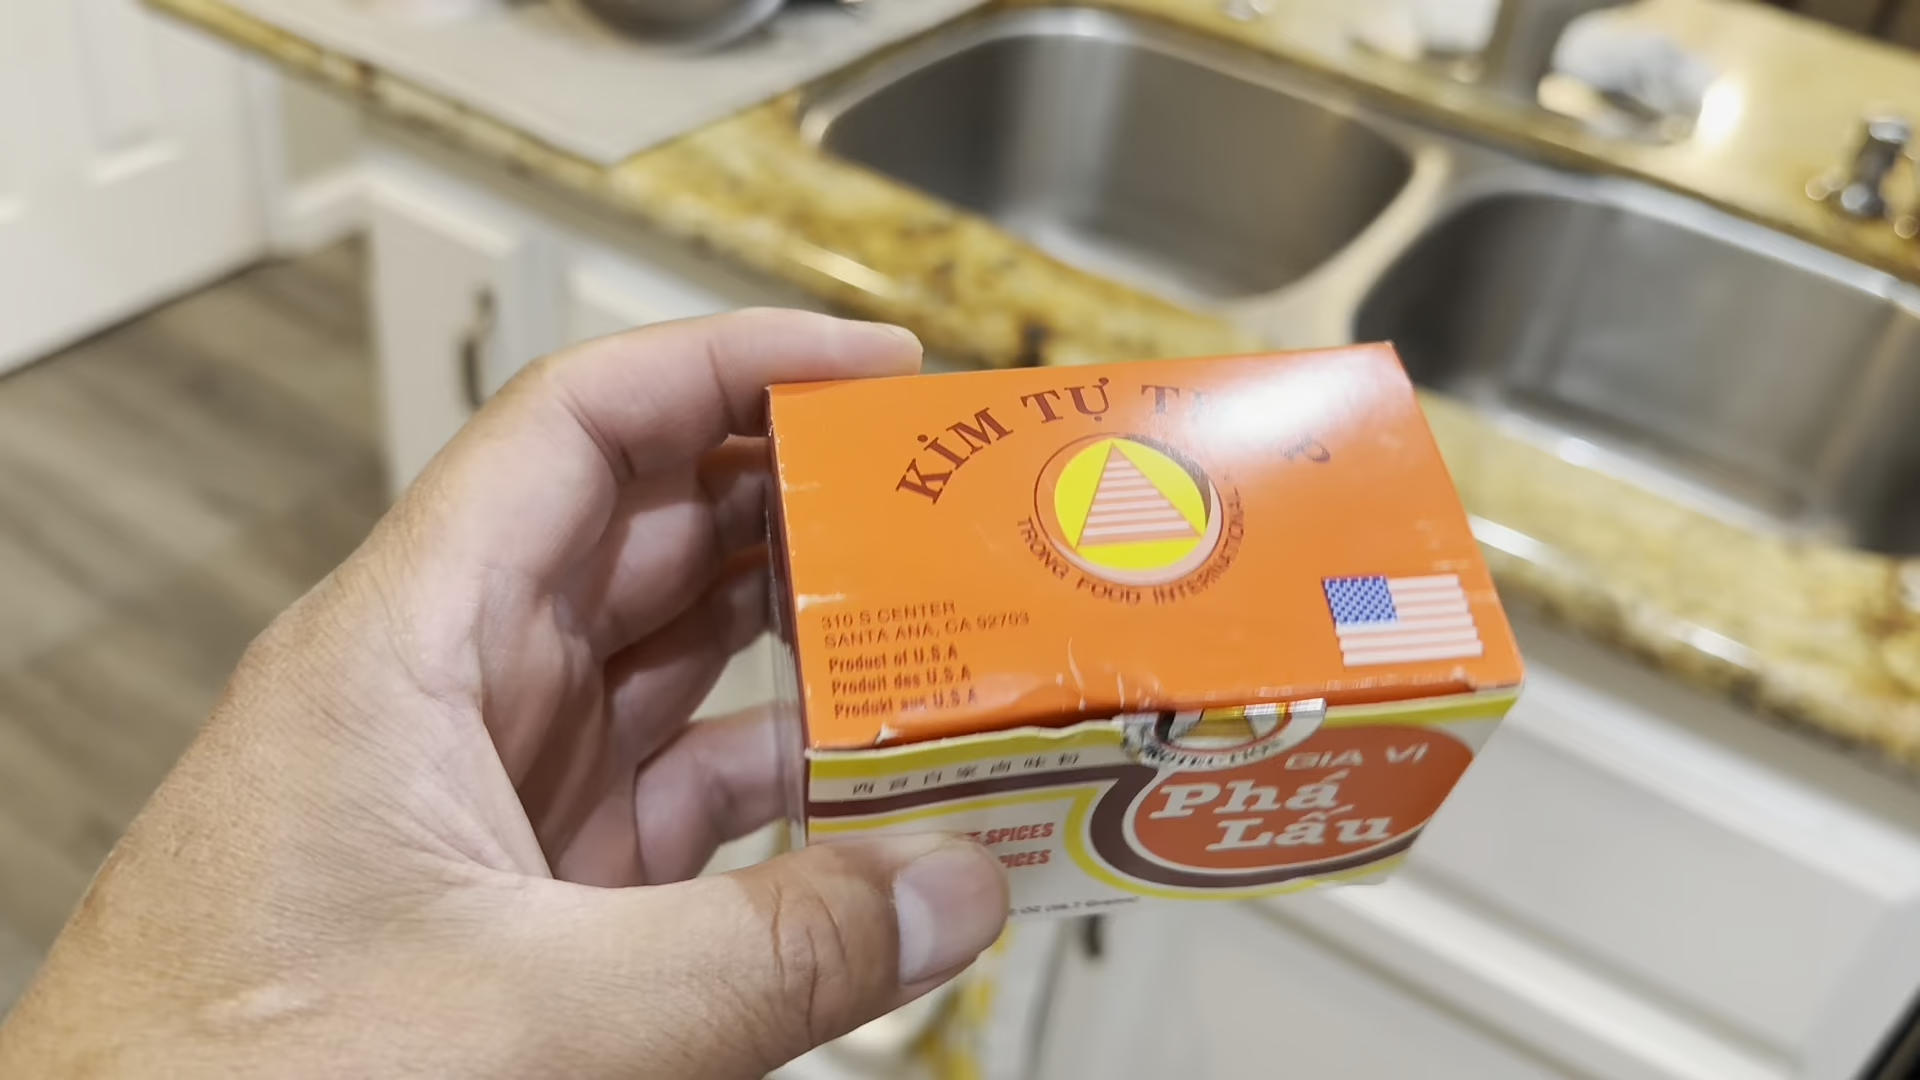 KIM TỰ
TRONG FOOD INTERNATIONAL
310 S CENTER
SANTA ANA, CA 92703
Product of U.S.A
Produit des U.S.A
Produkt aus U.S.A
GIA VỊ
Phá
Lấu
SPICES